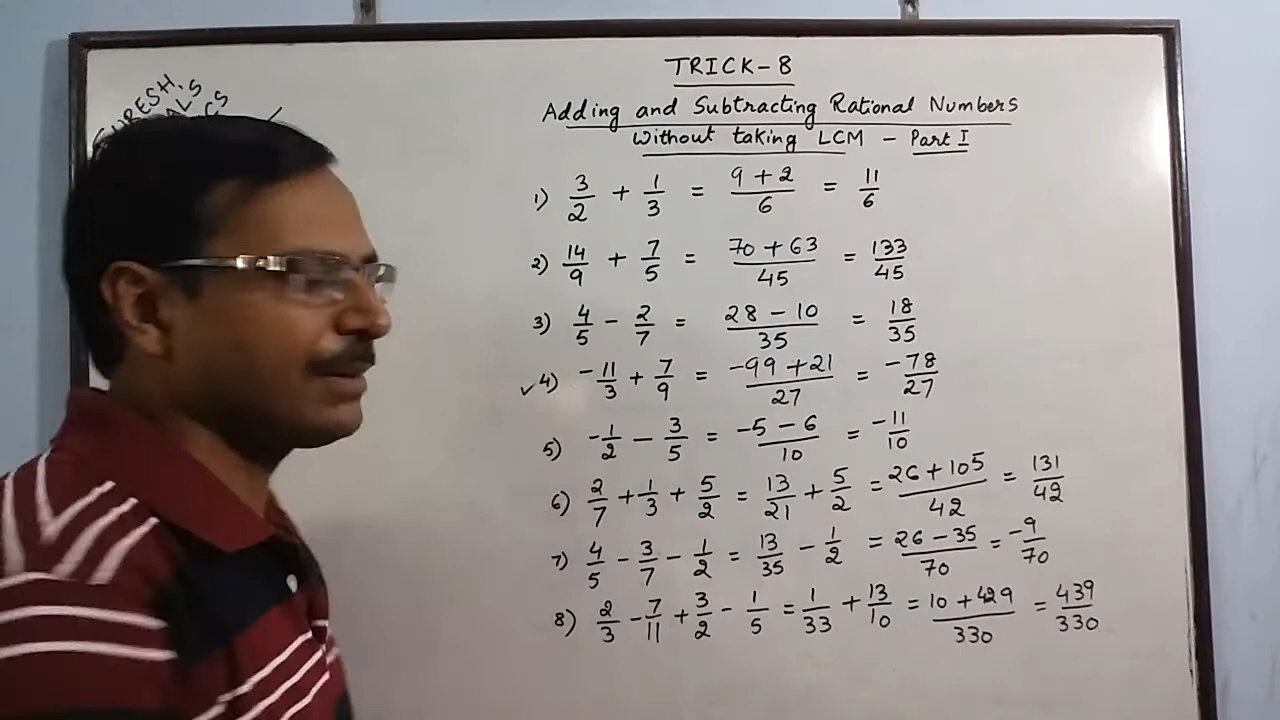 SURESH
TRICK-8
Adding and Subtracting Rational Numbers
Without taking LCM - Part I
1) 3/2 + 1/3 = (9 + 2)/6 = 11/6
2) 14/9 + 7/5 = (70 + 63)/45 = 133/45
3) 4/5 - 2/7 = (28 - 10)/35 = 18/35
✓4) -11/3 + 7/9 = (-99 + 21)/27 = -78/27
5) -1/2 - 3/5 = (-5 - 6)/10 = -11/10
6) 2/7 + 1/3 + 5/2 = 13/21 + 5/2 = (26 + 105)/42 = 131/42
7) 4/5 - 3/7 - 1/2 = 13/35 - 1/2 = (26 - 35)/70 = -9/70
8) 2/3 - 7/11 + 3/2 - 1/5 = 1/33 + 13/10 = (10 + 429)/330 = 439/330